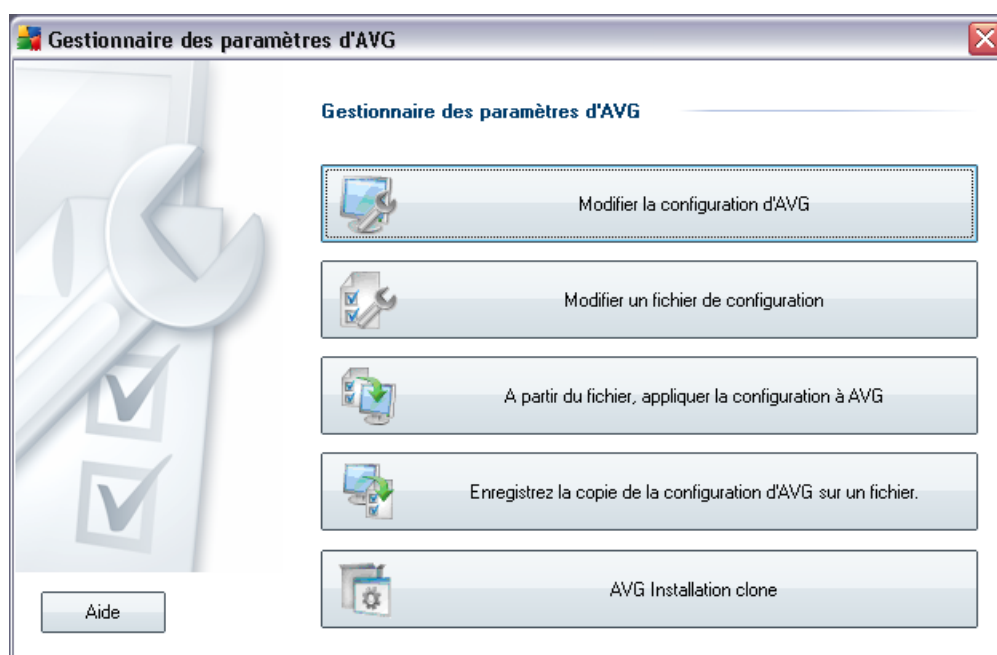 Gestionnaire des paramètres d'AVG
Gestionnaire des paramètres d'AVG
Modifier la configuration d'AVG
Modifier un fichier de configuration
A partir du fichier, appliquer la configuration à AVG
Enregistrez la copie de la configuration d'AVG sur un fichier.
AVG Installation clone
Aide